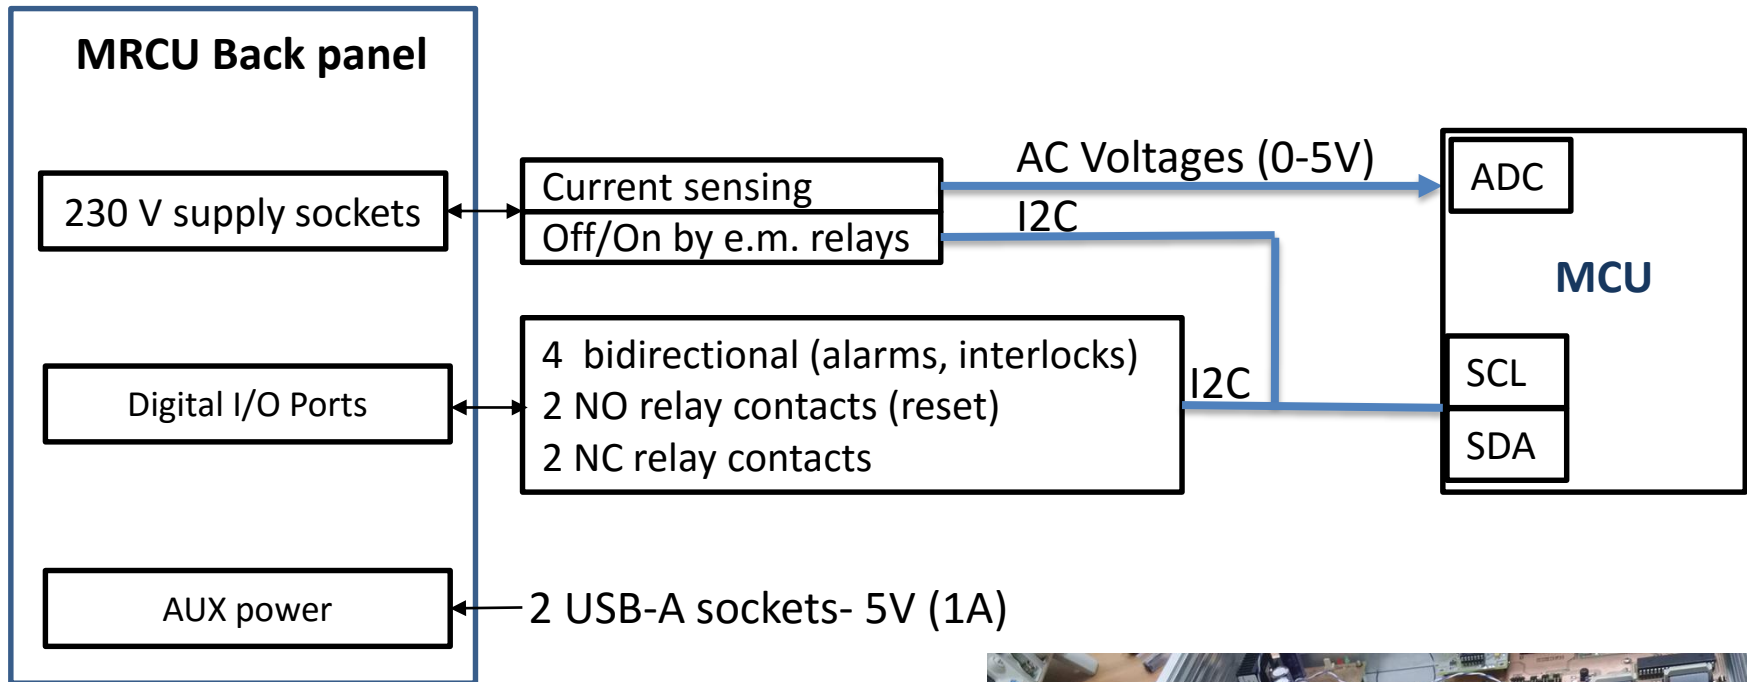 MRCU Back panel
230 V supply sockets
Current sensing
Off/On by e.m. relays
AC Voltages (0-5V)
I2C
ADC
MCU
Digital I/O Ports
4 bidirectional (alarms, interlocks)
2 NO relay contacts (reset)
2 NC relay contacts
I2C
SCL
SDA
AUX power
2 USB-A sockets- 5V (1A)